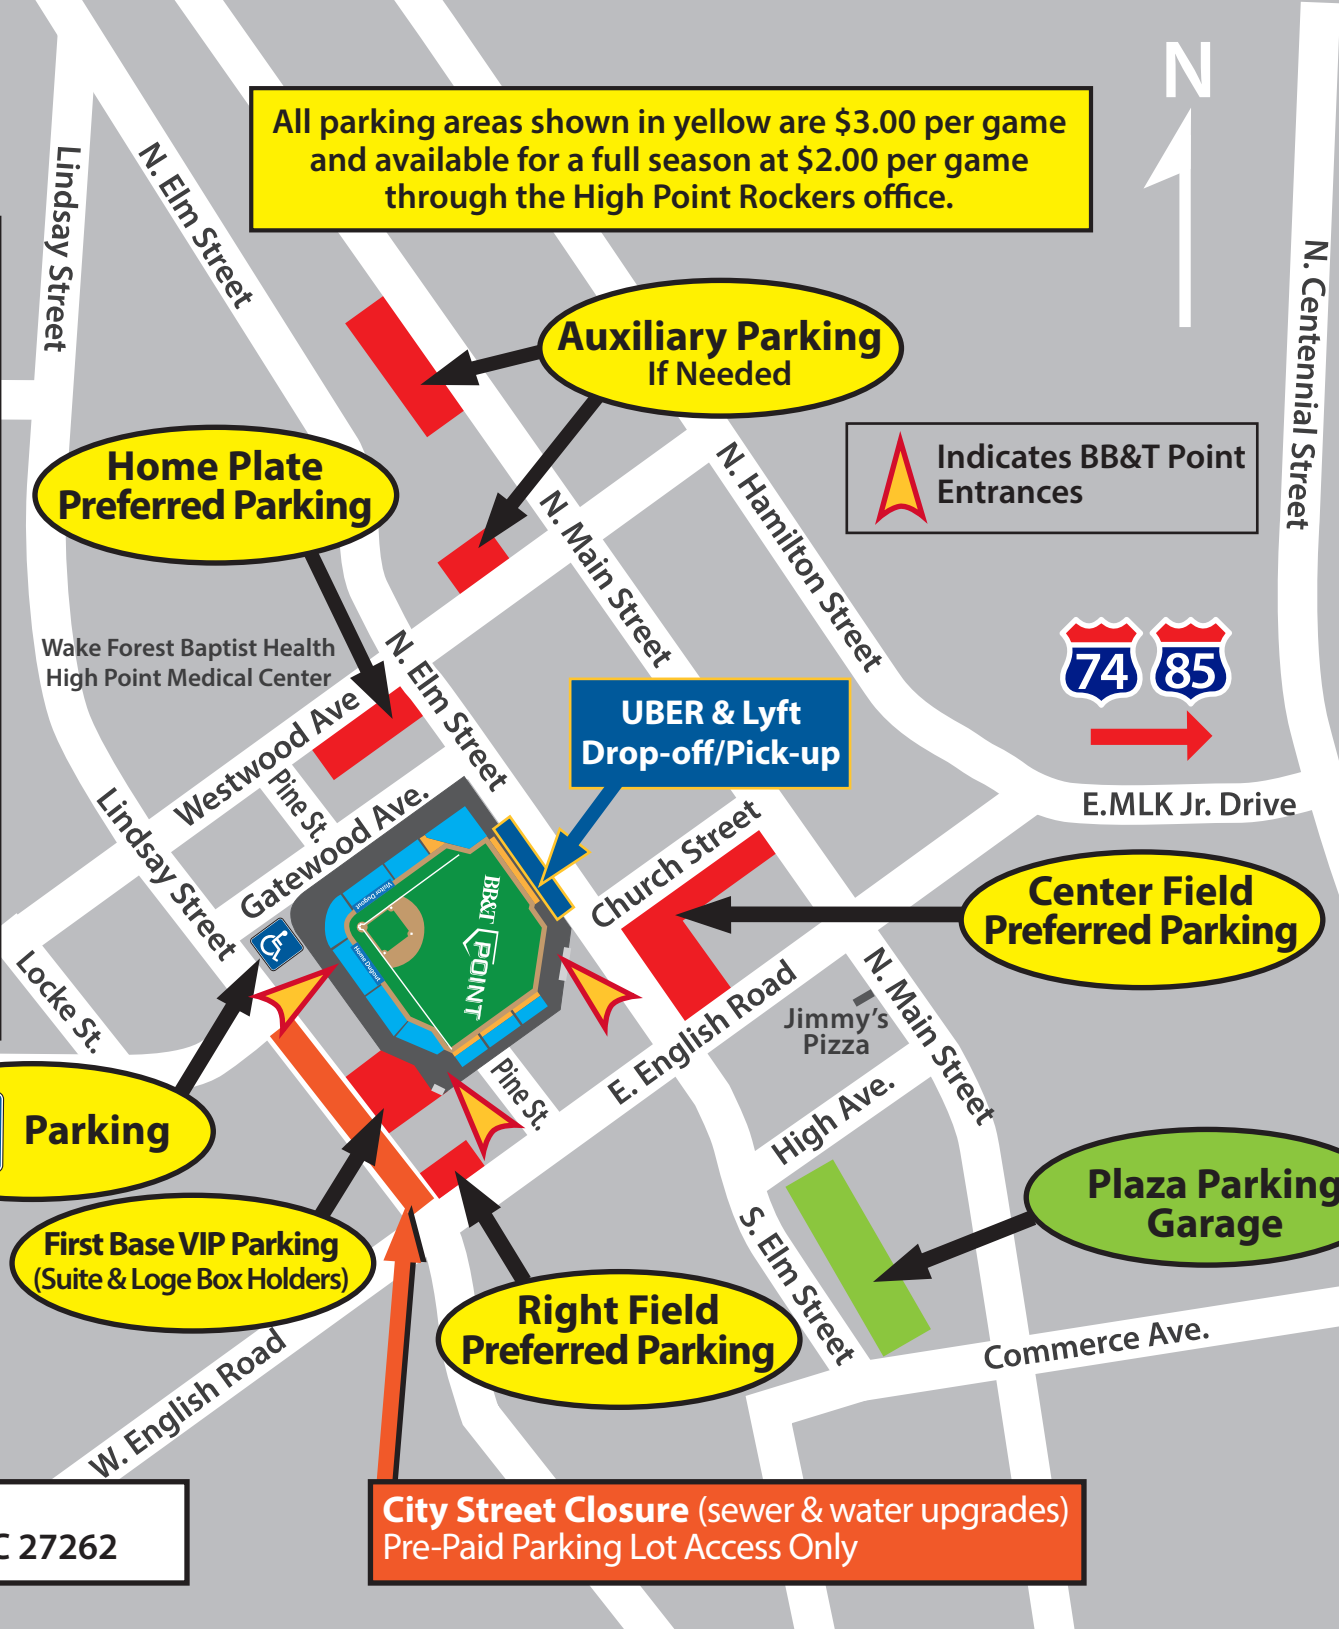 N
All parking areas shown in yellow are $3.00 per game
and available for a full season at $2.00 per game
through the High Point Rockers office.
Lindsay Street
N. Elm Street
N. Centennial Street
Auxiliary Parking
If Needed
Indicates BB&T Point
Entrances
Home Plate
Preferred Parking
N. Main Street
N. Hamilton Street
Wake Forest Baptist Health
High Point Medical Center
N. Elm Street
74
85
UBER & Lyft
Drop-off/Pick-up
Westwood Ave
Pine St.
Gatewood Ave.
Lindsay Street
E.MLK Jr. Drive
Church Street
Visitor Dugout
Home Dugout
BB&T
POINT
Center Field
Preferred Parking
Locke St.
E. English Road
N. Main Street
Jimmy's
Pizza
Pine St.
High Ave.
Parking
Plaza Parking
Garage
First Base VIP Parking
(Suite & Loge Box Holders)
S. Elm Street
Right Field
Preferred Parking
Commerce Ave.
W. English Road
C 27262
City Street Closure (sewer & water upgrades)
Pre-Paid Parking Lot Access Only